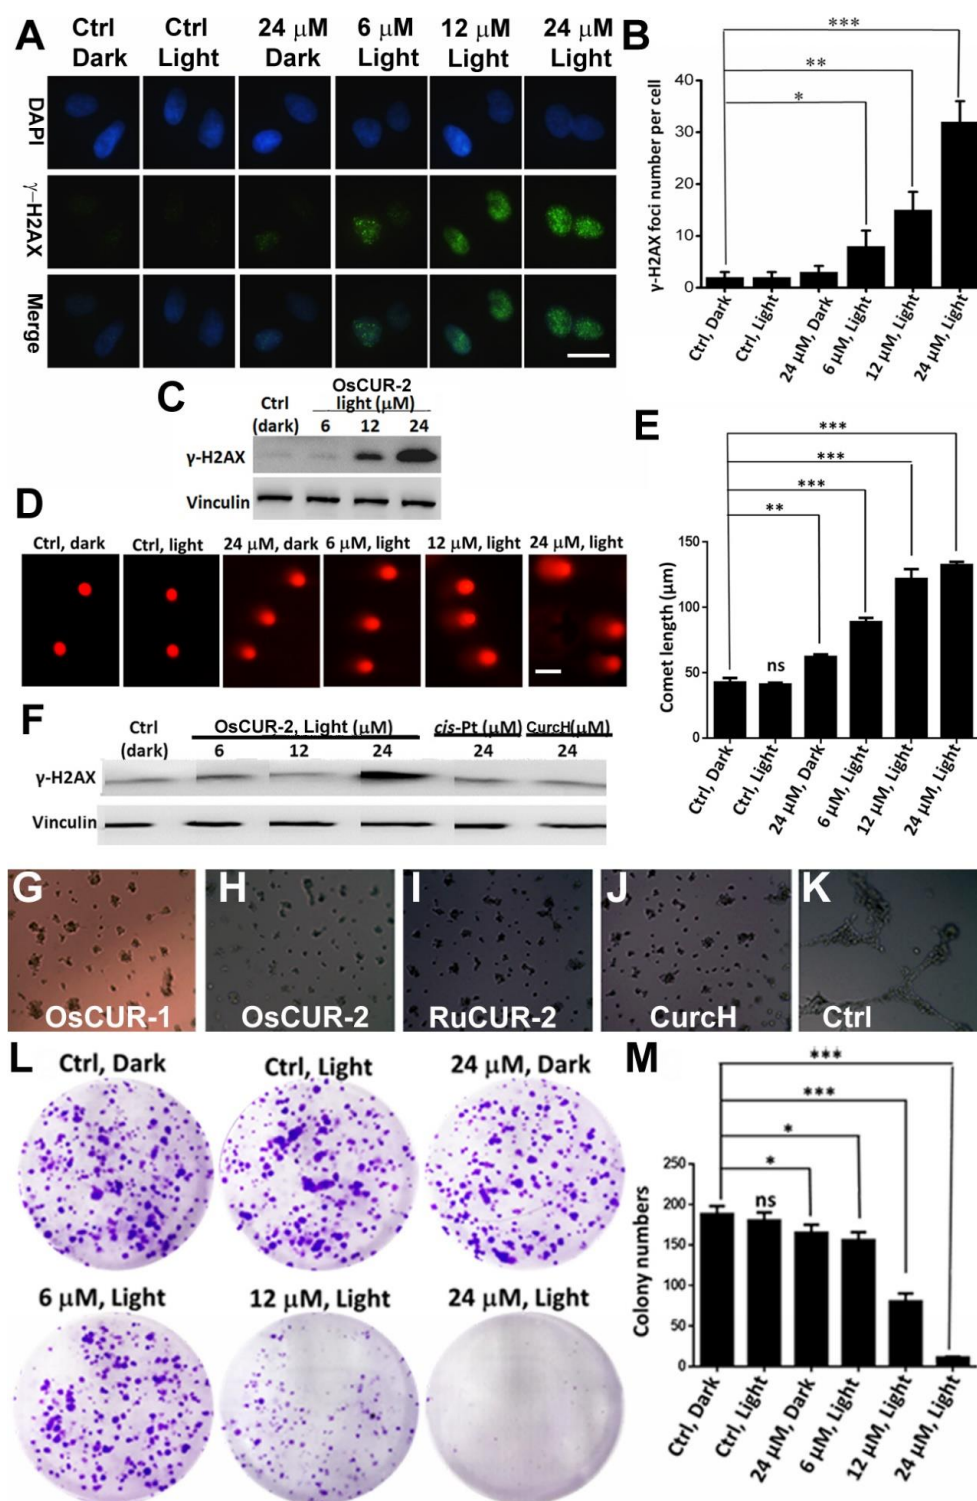 A
Ctrl Dark
Ctrl Light
24 μM Dark
6 μM Light
12 μM Light
24 μM Light
DAPI
γ-H2AX
Merge
B
***
**
*
γ-H2AX foci number per cell
40
30
20
10
0
Ctrl, Dark
Ctrl, Light
24 μM, Dark
6 μM, Light
12 μM, Light
24 μM, Light
C
Ctrl (dark)
OsCUR-2 light (μM)
6 12 24
γ-H2AX
Vinculin
D
Ctrl, dark
Ctrl, light
24 μM, dark
6 μM, light
12 μM, light
24 μM, light
E
***
***
***
**
ns
Comet length (μm)
150
100
50
0
Ctrl, Dark
Ctrl, Light
24 μM, Dark
6 μM, Light
12 μM, Light
24 μM, Light
F
Ctrl (dark)
OsCUR-2, Light (μM)
6 12 24
cis-Pt (μM)
24
CurcH(μM)
24
γ-H2AX
Vinculin
G
OsCUR-1
H
OsCUR-2
I
RuCUR-2
J
CurcH
K
Ctrl
L
Ctrl, Dark
Ctrl, Light
24 μM, Dark
6 μM, Light
12 μM, Light
24 μM, Light
M
***
***
*
*
ns
Colony numbers
250
200
150
100
50
0
Ctrl, Dark
Ctrl, Light
24 μM, Dark
6 μM, Light
12 μM, Light
24 μM, Light